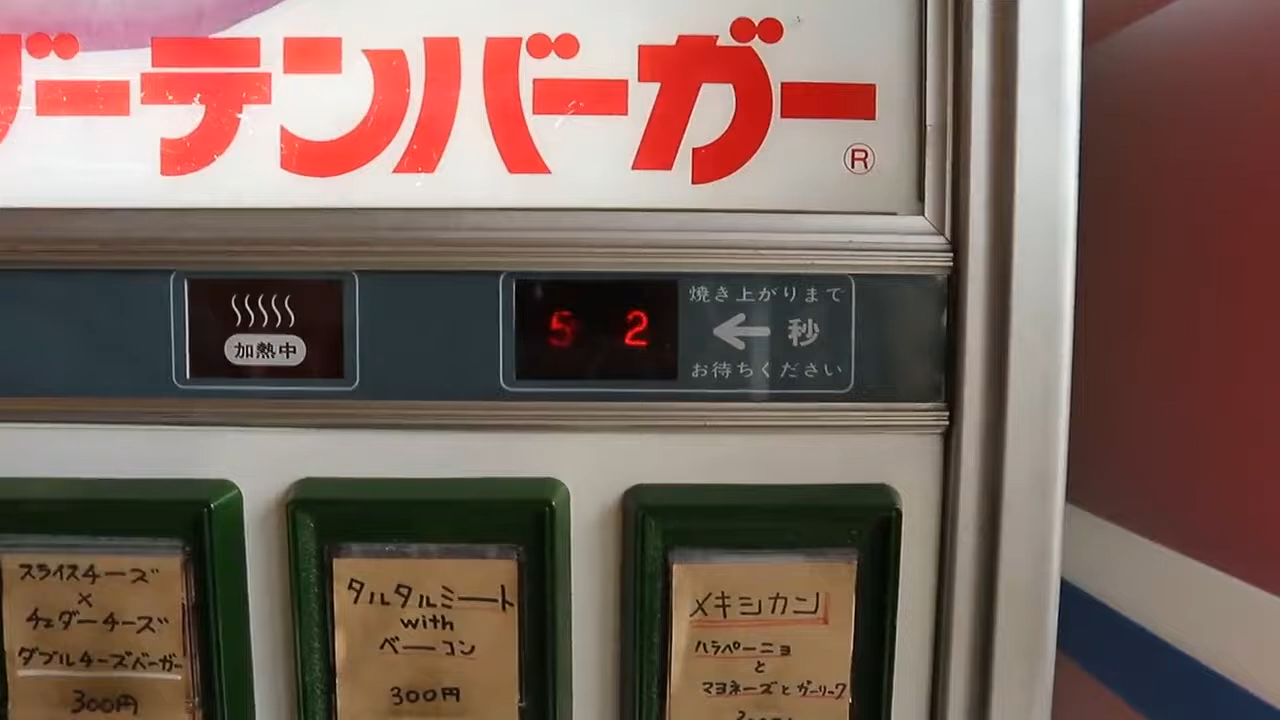 ーテンバーガー
®
加熱中
5 2
焼き上がりまで
← 秒
お待ちください
スライスチーズ
×
チェダーチーズ
ダブルチーズバーガー
300円
タルタルミート
with
ベーコン
300円
メキシカン
ハラペーニョ
と
マヨネーズとガーリック